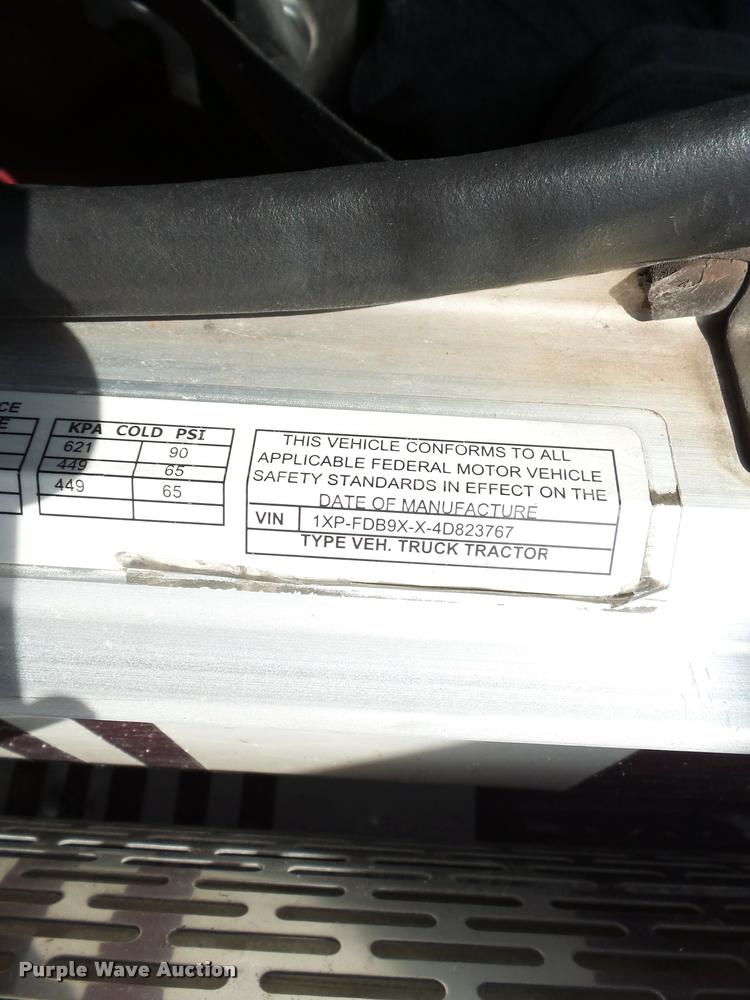 CE
E
KPA COLD PSI
621 90
449 65
449 65
THIS VEHICLE CONFORMS TO ALL
APPLICABLE FEDERAL MOTOR VEHICLE
SAFETY STANDARDS IN EFFECT ON THE
DATE OF MANUFACTURE
VIN 1XP-FDB9X-X-4D823767
TYPE VEH. TRUCK TRACTOR
Purple Wave Auction